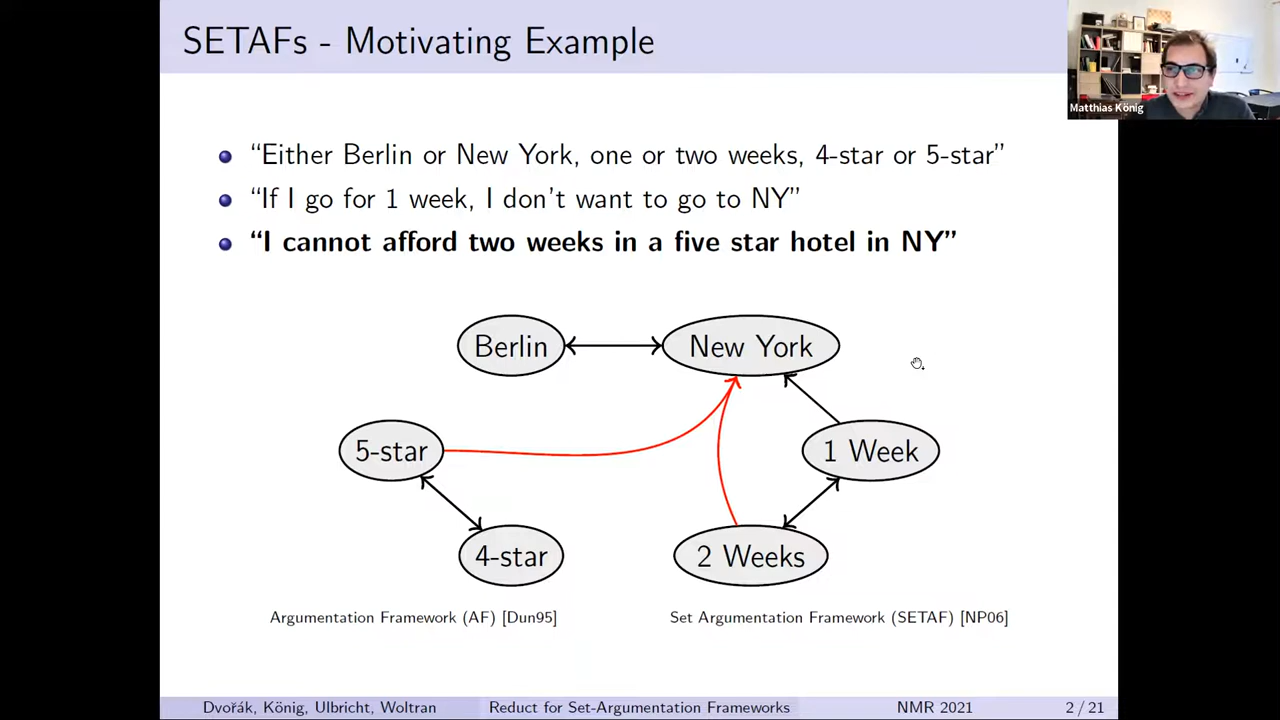 SETAFs - Motivating Example
Matthias König
“Either Berlin or New York, one or two weeks, 4-star or 5-star”
“If I go for 1 week, I don’t want to go to NY”
“I cannot afford two weeks in a five star hotel in NY”
Berlin
New York
5-star
1 Week
4-star
2 Weeks
Argumentation Framework (AF) [Dun95]
Set Argumentation Framework (SETAF) [NP06]
Dvořák, König, Ulbricht, Woltran
Reduct for Set-Argumentation Frameworks
NMR 2021
2 / 21